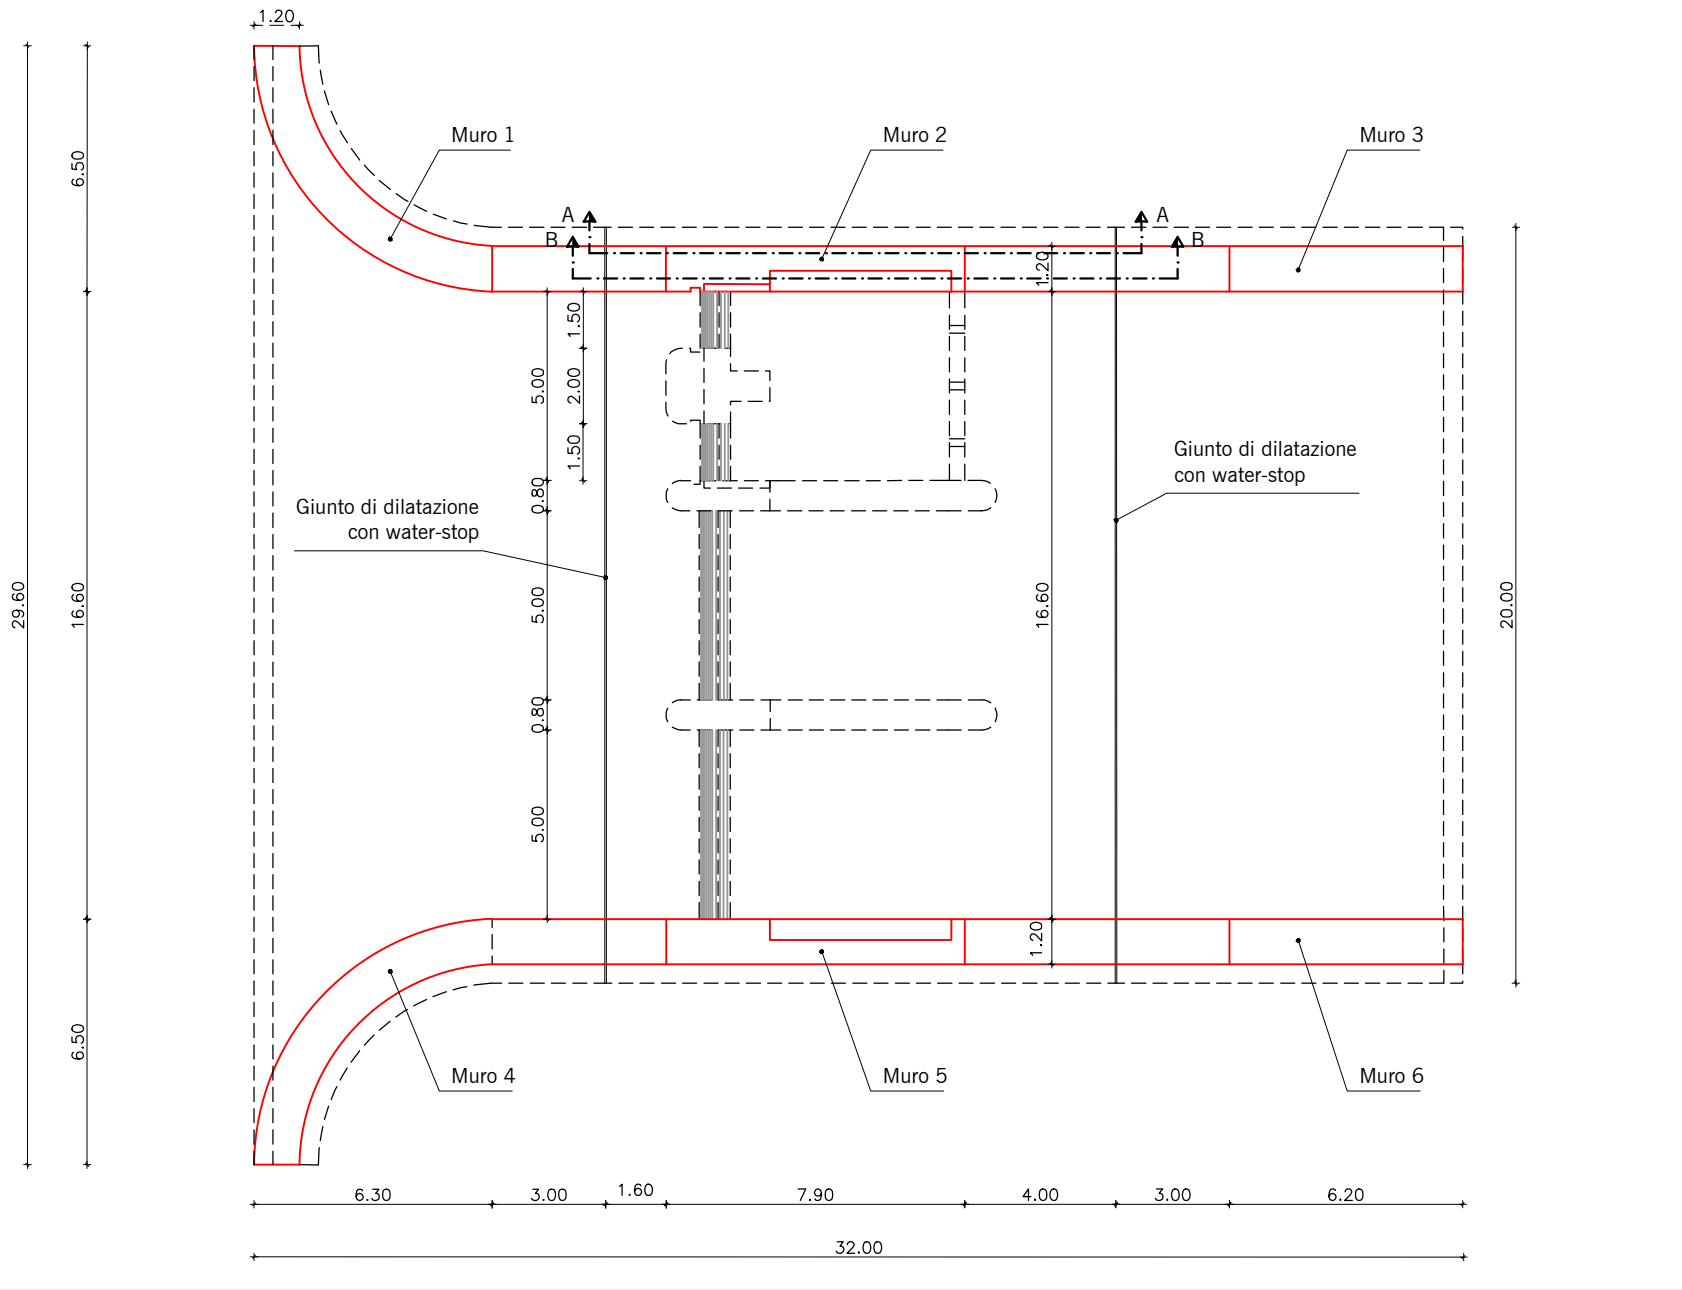 1.20
Muro 1
Muro 2
Muro 3
6.50
A
A
B
B
1.20
1.50
5.00
2.00
1.50
0.80
Giunto di dilatazione
con water-stop
Giunto di dilatazione
con water-stop
29.60
16.60
5.00
16.60
20.00
0.80
5.00
1.20
6.50
Muro 4
Muro 5
Muro 6
6.30
3.00
1.60
7.90
4.00
3.00
6.20
32.00